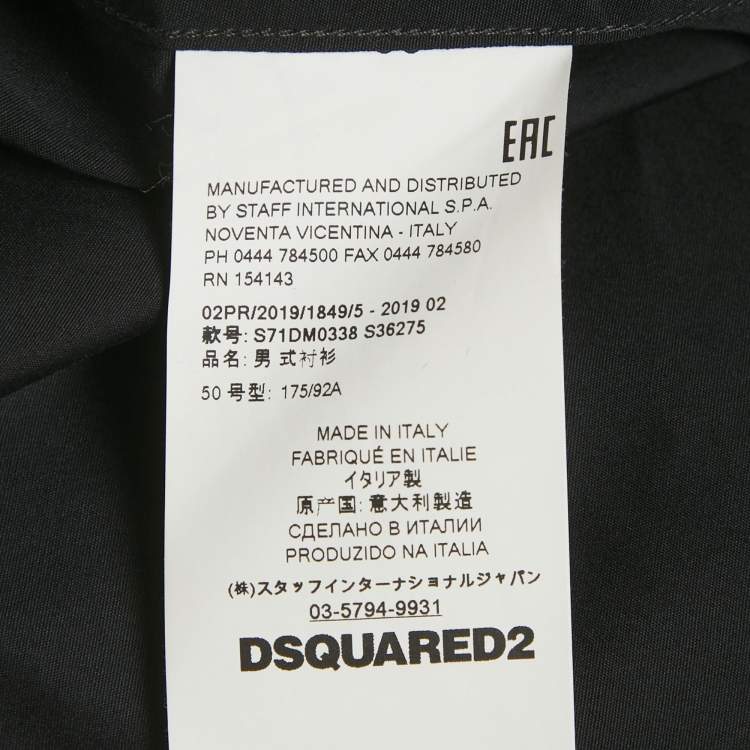 EAC
MANUFACTURED AND DISTRIBUTED
BY STAFF INTERNATIONAL S.P.A.
NOVENTA VICENTINA - ITALY
PH 0444 784500 FAX 0444 784580
RN 154143
02PR/2019/1849/5 - 2019 02
款号: S71DM0338 S36275
品名: 男 式衬衫
50 号型: 175/92A
MADE IN ITALY
FABRIQUÉ EN ITALIE
イタリア製
原产国: 意大利製造
СДЕЛАНО В ИТАЛИИ
PRODUZIDO NA ITALIA
(株)スタッフインターナショナルジャパン
03-5794-9931
DSQUARED2